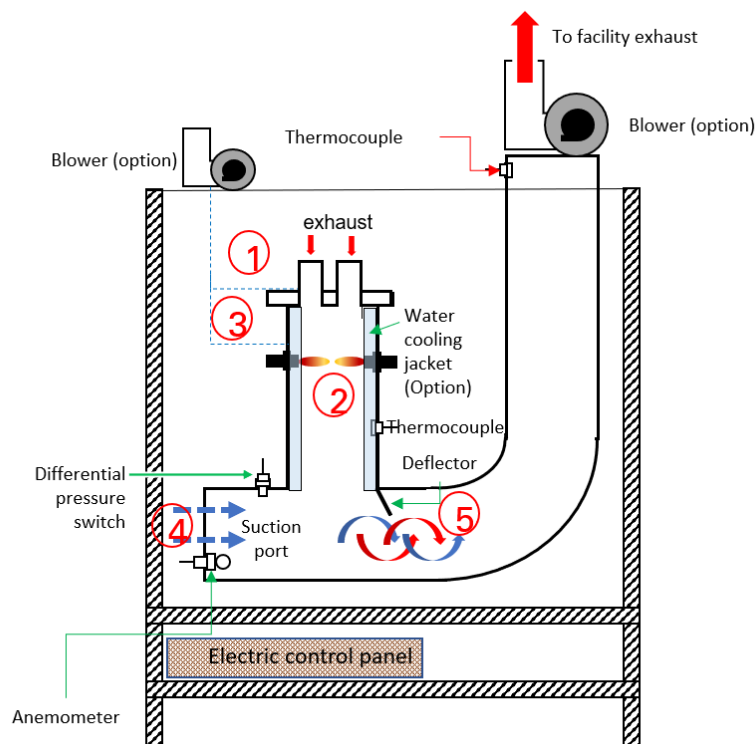 To facility exhaust
Blower (option)
Thermocouple
Blower (option)
exhaust
1
3
Water
cooling
jacket
(Option)
2
Thermocouple
Deflector
Differential
pressure
switch
4
Suction
port
5
Electric control panel
Anemometer